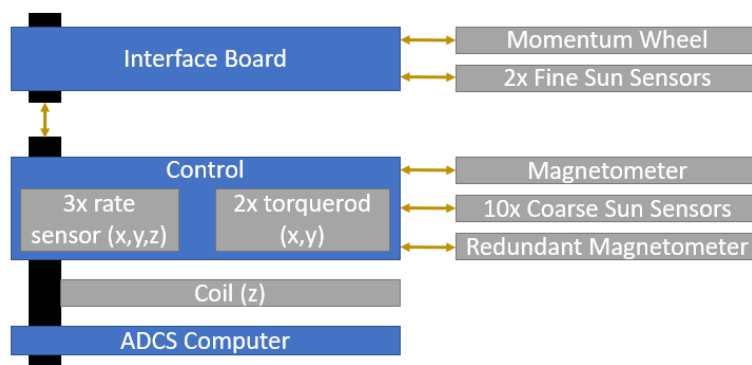 Interface Board
Momentum Wheel
2x Fine Sun Sensors
Control
3x rate
sensor (x,y,z)
2x torquerod
(x,y)
Magnetometer
10x Coarse Sun Sensors
Redundant Magnetometer
Coil (z)
ADCS Computer